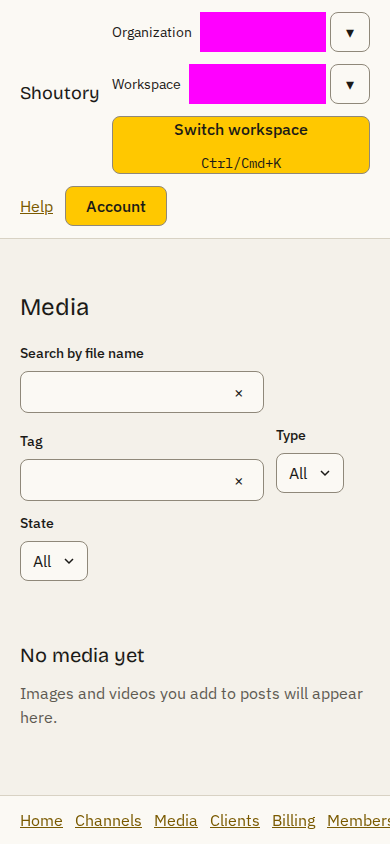 Shoutory
Organization
▾
Workspace
▾
Switch workspace
Ctrl/Cmd+K
Help
Account
Media
Search by file name
×
Tag
×
Type
All
State
All
No media yet
Images and videos you add to posts will appear
here.
Home Channels Media Clients Billing Members